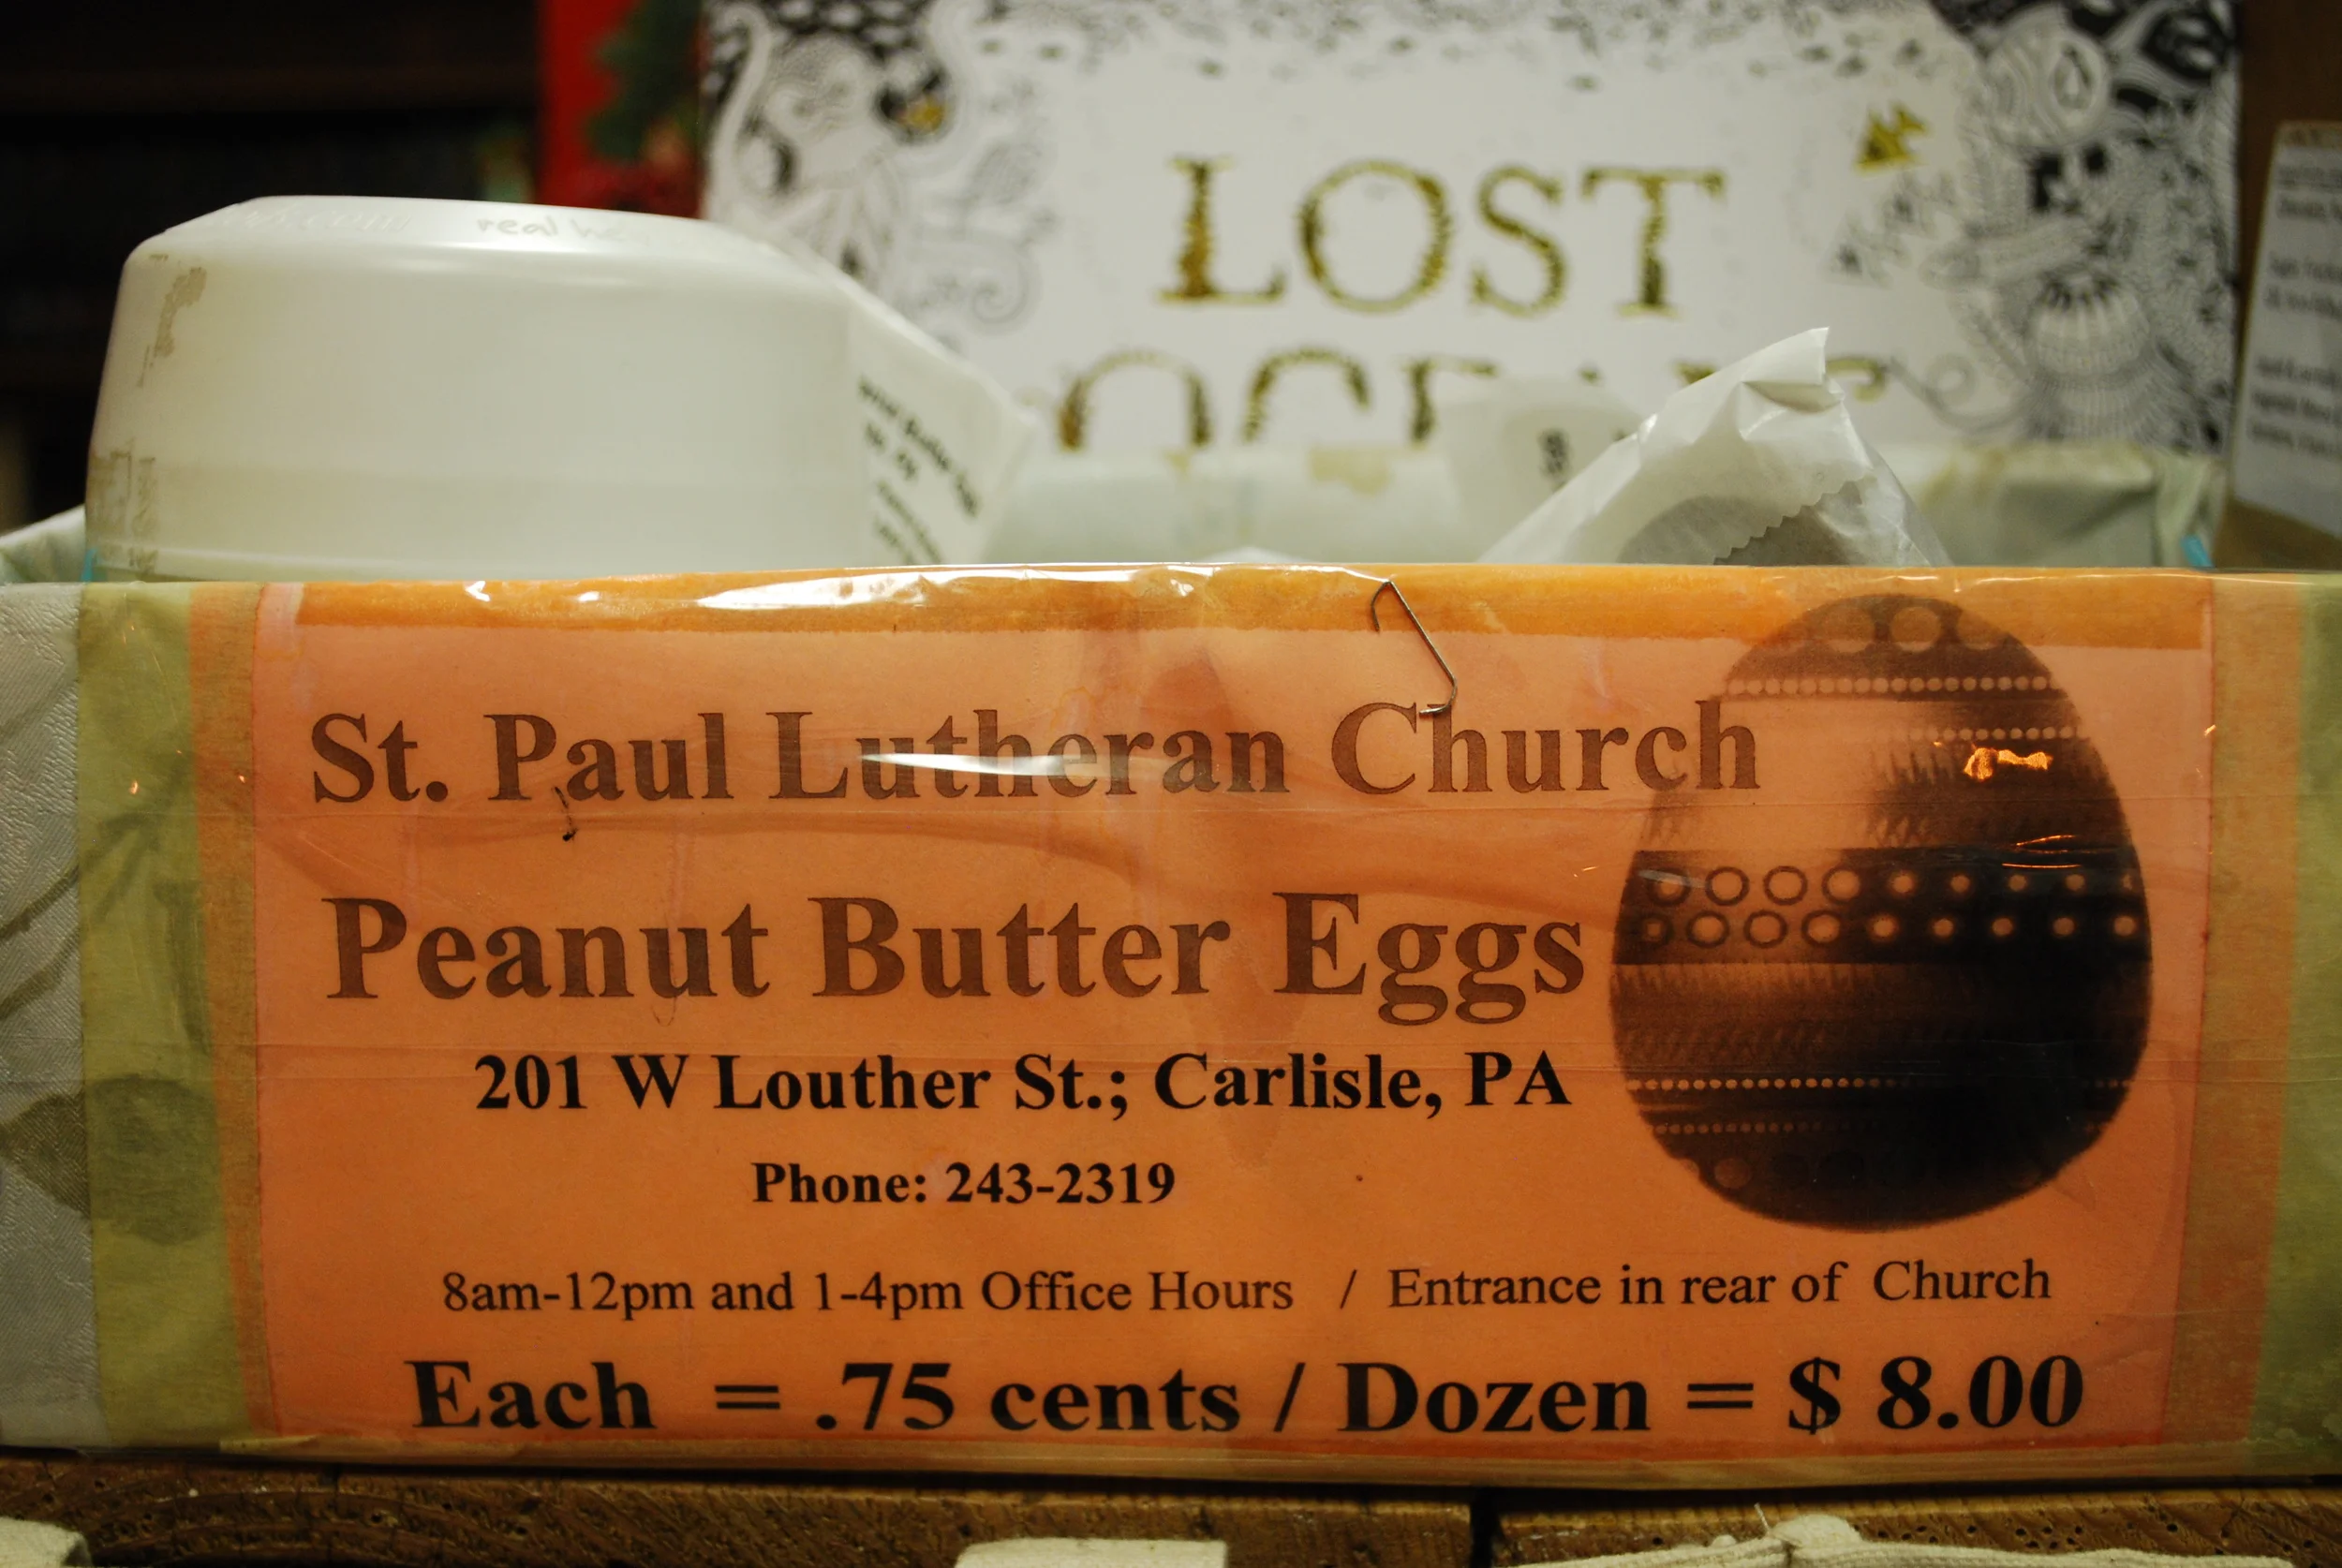 real
LOST
St. Paul Lutheran Church
Peanut Butter Eggs
201 W Louther St.; Carlisle, PA
Phone: 243-2319
8am-12pm and 1-4pm Office Hours / Entrance in rear of Church
Each = .75 cents / Dozen = $ 8.00